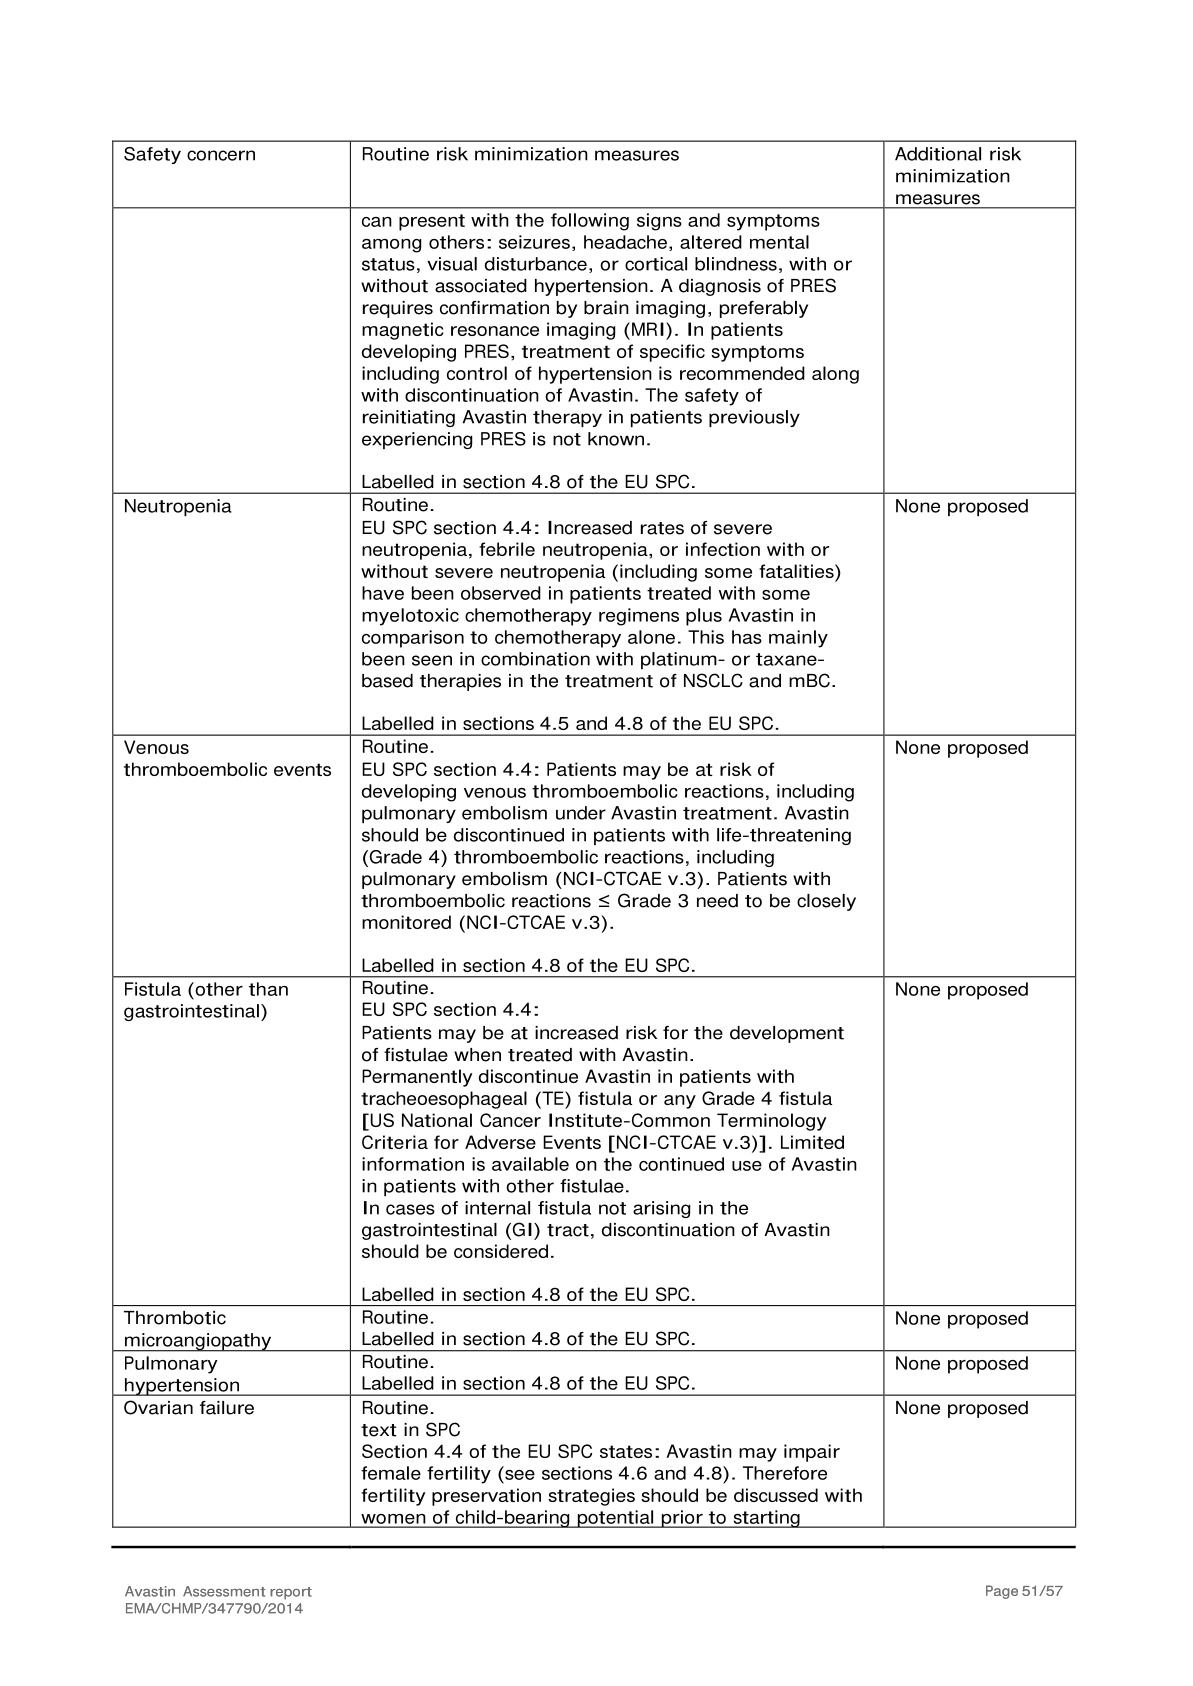 Safety concern
Routine risk minimization measures
Additional risk
minimization
measures
can present with the following signs and symptoms
among others: seizures, headache, altered mental
status, visual disturbance, or cortical blindness, with or
without associated hypertension. A diagnosis of PRES
requires confirmation by brain imaging, preferably
magnetic resonance imaging (MRI). In patients
developing PRES, treatment of specific symptoms
including control of hypertension is recommended along
with discontinuation of Avastin. The safety of
reinitiating Avastin therapy in patients previously
experiencing PRES is not known.
Labelled in section 4.8 of the EU SPC.
Neutropenia
Routine.
EU SPC section 4.4: Increased rates of severe
neutropenia, febrile neutropenia, or infection with or
without severe neutropenia (including some fatalities)
have been observed in patients treated with some
myelotoxic chemotherapy regimens plus Avastin in
comparison to chemotherapy alone. This has mainly
been seen in combination with platinum- or taxane-
based therapies in the treatment of NSCLC and mBC.
Labelled in sections 4.5 and 4.8 of the EU SPC.
None proposed
Venous
thromboembolic events
Routine.
EU SPC section 4.4: Patients may be at risk of
developing venous thromboembolic reactions, including
pulmonary embolism under Avastin treatment. Avastin
should be discontinued in patients with life-threatening
(Grade 4) thromboembolic reactions, including
pulmonary embolism (NCI-CTCAE v.3). Patients with
thromboembolic reactions ≤ Grade 3 need to be closely
monitored (NCI-CTCAE v.3).
Labelled in section 4.8 of the EU SPC.
None proposed
Fistula (other than
gastrointestinal)
Routine.
EU SPC section 4.4:
Patients may be at increased risk for the development
of fistulae when treated with Avastin.
Permanently discontinue Avastin in patients with
tracheoesophageal (TE) fistula or any Grade 4 fistula
[US National Cancer Institute-Common Terminology
Criteria for Adverse Events [NCI-CTCAE v.3)]. Limited
information is available on the continued use of Avastin
in patients with other fistulae.
In cases of internal fistula not arising in the
gastrointestinal (GI) tract, discontinuation of Avastin
should be considered.
Labelled in section 4.8 of the EU SPC.
None proposed
Thrombotic
microangiopathy
Routine.
Labelled in section 4.8 of the EU SPC.
None proposed
Pulmonary
hypertension
Routine.
Labelled in section 4.8 of the EU SPC.
None proposed
Ovarian failure
Routine.
text in SPC
Section 4.4 of the EU SPC states: Avastin may impair
female fertility (see sections 4.6 and 4.8). Therefore
fertility preservation strategies should be discussed with
women of child-bearing potential prior to starting
None proposed
Avastin Assessment report
EMA/CHMP/347790/2014
Page 51/57